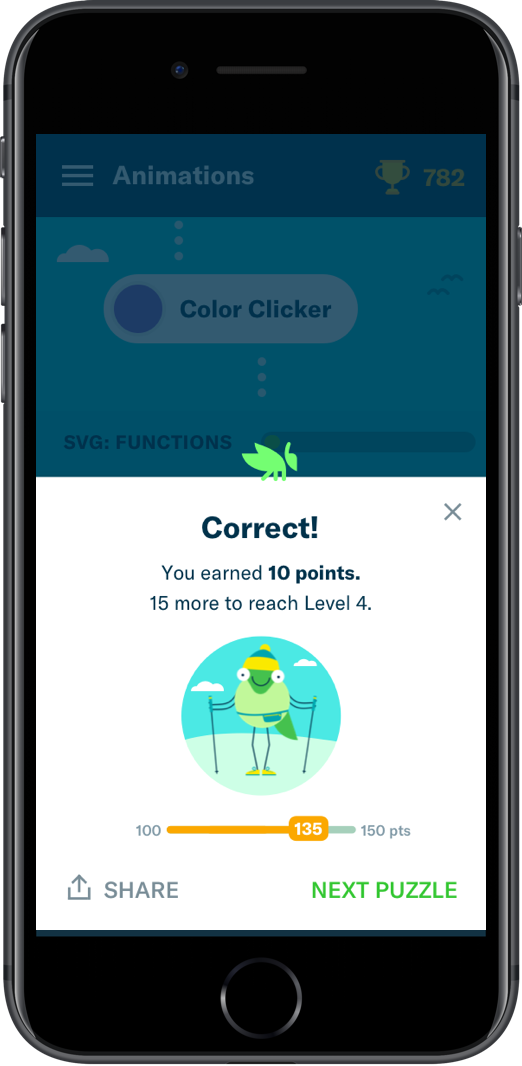 Animations
782
Color Clicker
SVG: FUNCTIONS
Correct!
You earned 10 points.
15 more to reach Level 4.
100
135
150 pts
SHARE
NEXT PUZZLE